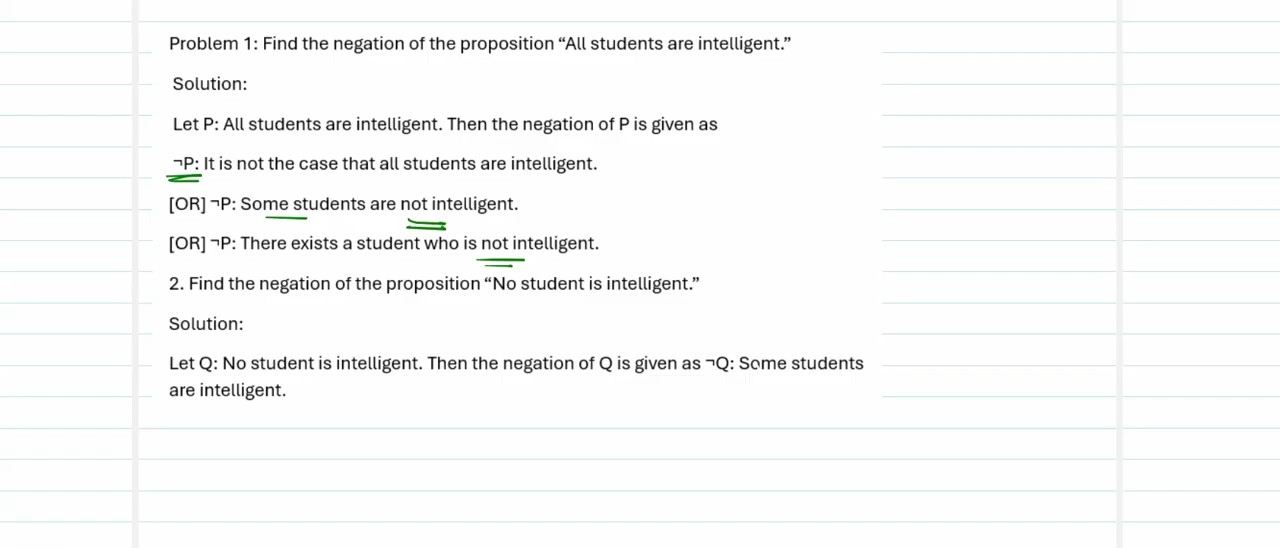 Problem 1: Find the negation of the proposition “All students are intelligent.”
Solution:
Let P: All students are intelligent. Then the negation of P is given as
¬P: It is not the case that all students are intelligent.
[OR] ¬P: Some students are not intelligent.
[OR] ¬P: There exists a student who is not intelligent.
2. Find the negation of the proposition “No student is intelligent.”
Solution:
Let Q: No student is intelligent. Then the negation of Q is given as ¬Q: Some students
are intelligent.